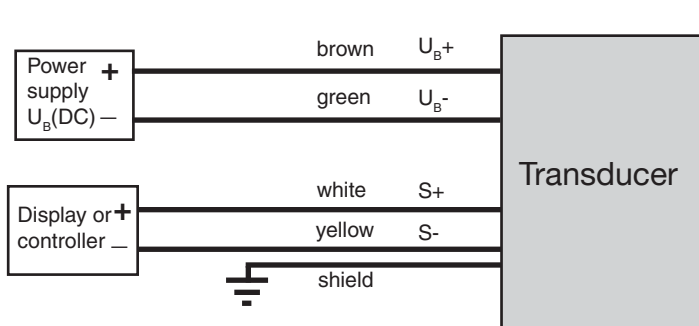 Power +
supply
U_B(DC) –
brown U_B+
green U_B-
Display or +
controller –
white S+
yellow S-
shield
Transducer